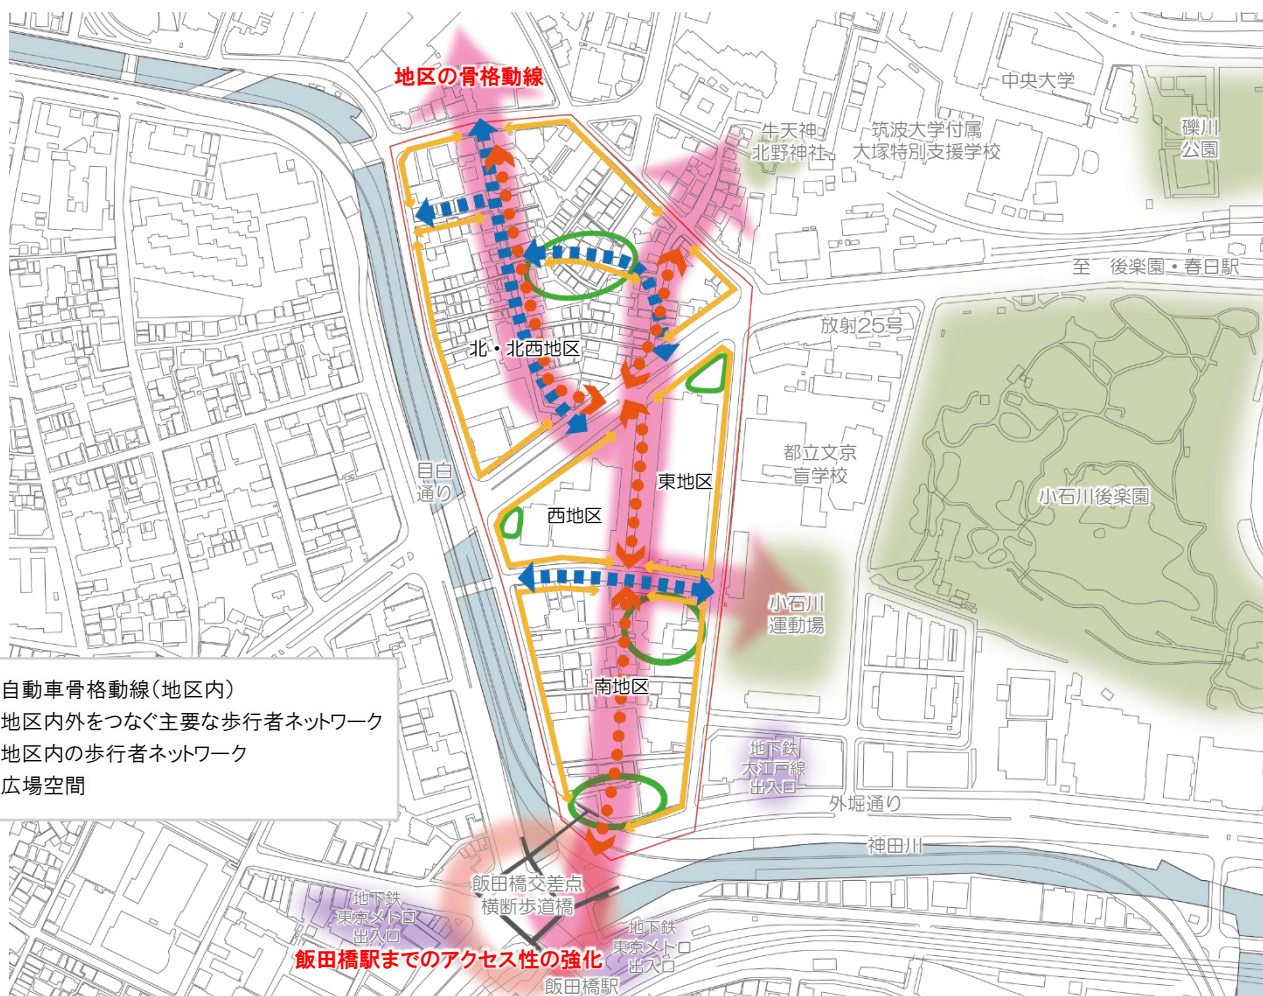 地区の骨格動線
中央大学
牛天神
北野神社
筑波大学付属
大塚特別支援学校
礫川
公園
至 後楽園・春日駅
放射25号
北・北西地区
目白
通り
都立文京
盲学校
東地区
小石川後楽園
西地区
小石川
運動場
南地区
自動車骨格動線(地区内)
地区内外をつなぐ主要な歩行者ネットワーク
地区内の歩行者ネットワーク
広場空間
地下鉄
大江戸線
出入口
外堀通り
神田川
飯田橋交差点
横断歩道橋
地下鉄
東京メトロ
出入口
地下鉄
東京メトロ
出入口
飯田橋駅までのアクセス性の強化
飯田橋駅